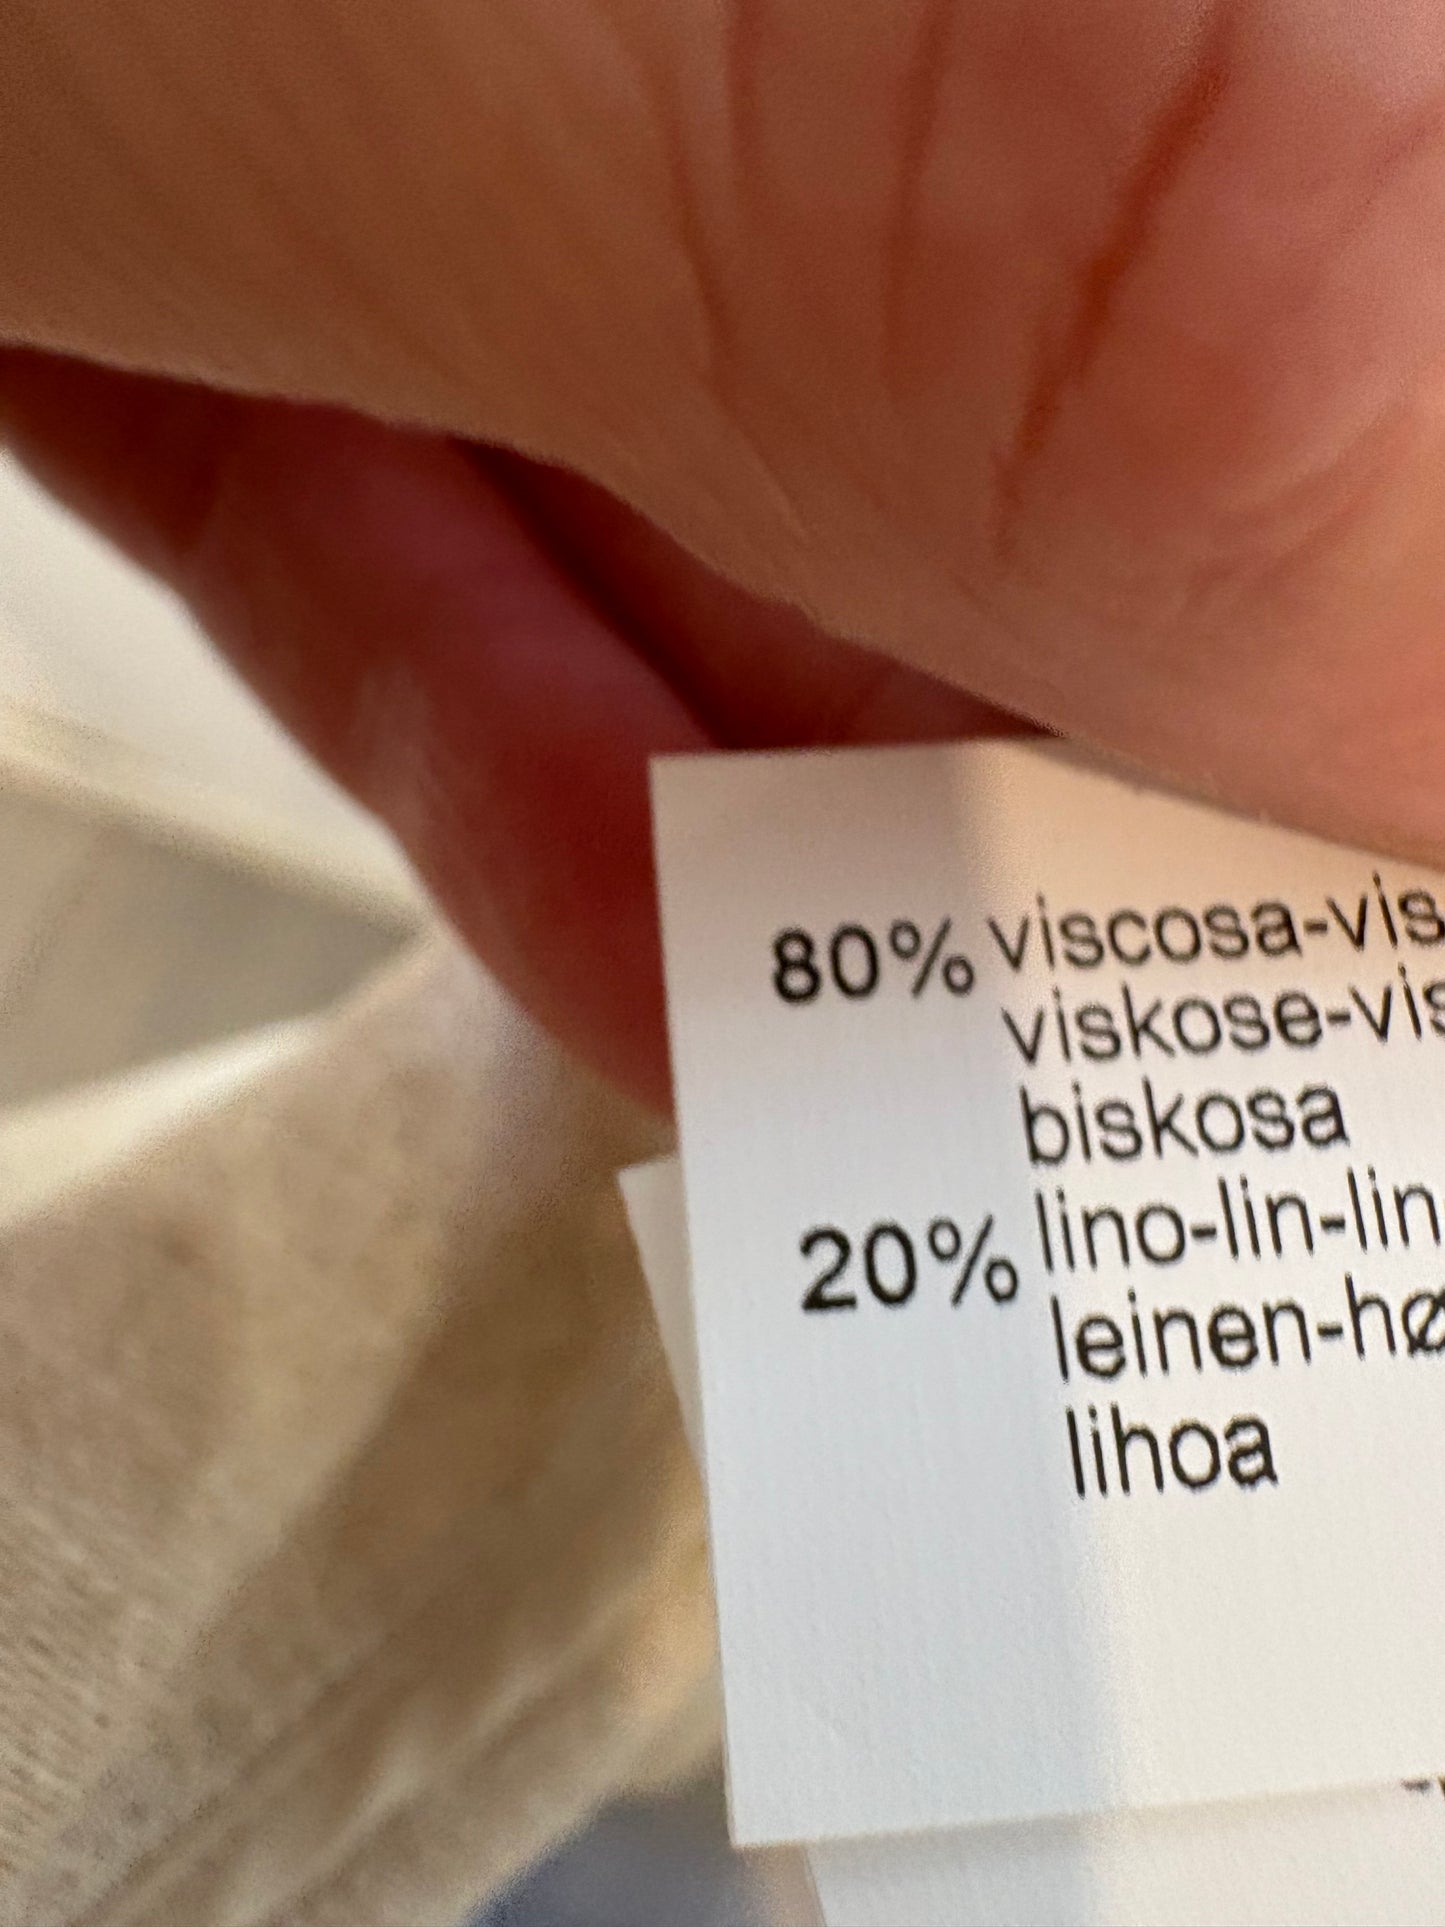 80% viscosa-vis
viskose-vis
biskosa
20% lino-lin-lin-
leinen-hø
lihoa